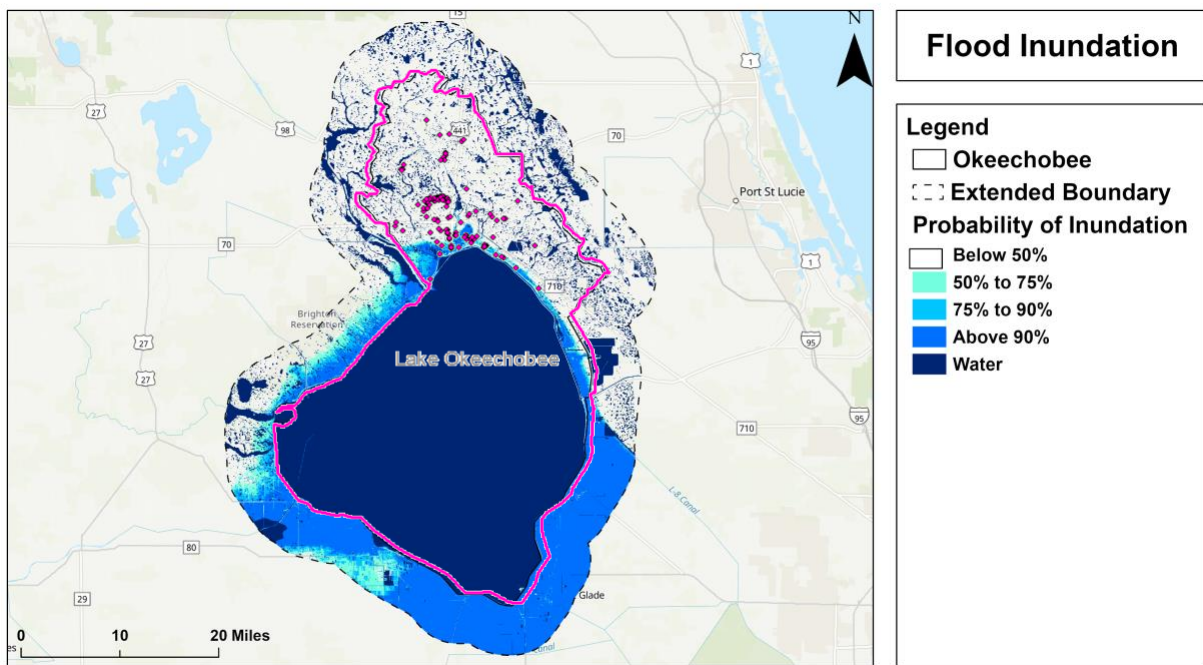 15
N
Flood Inundation
1
27
441
70
98
Port St Lucie
70
1
710
Brighton
Reservation
27
95
Lake Okeechobee
27
95
710
L-8 Canal
80
29
Glade
Canal
0 10 20 Miles
es
Legend
Okeechobee
Extended Boundary
Probability of Inundation
Below 50%
50% to 75%
75% to 90%
Above 90%
Water